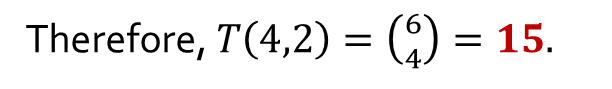 Therefore, T(4,2) = (6 4) = 15.